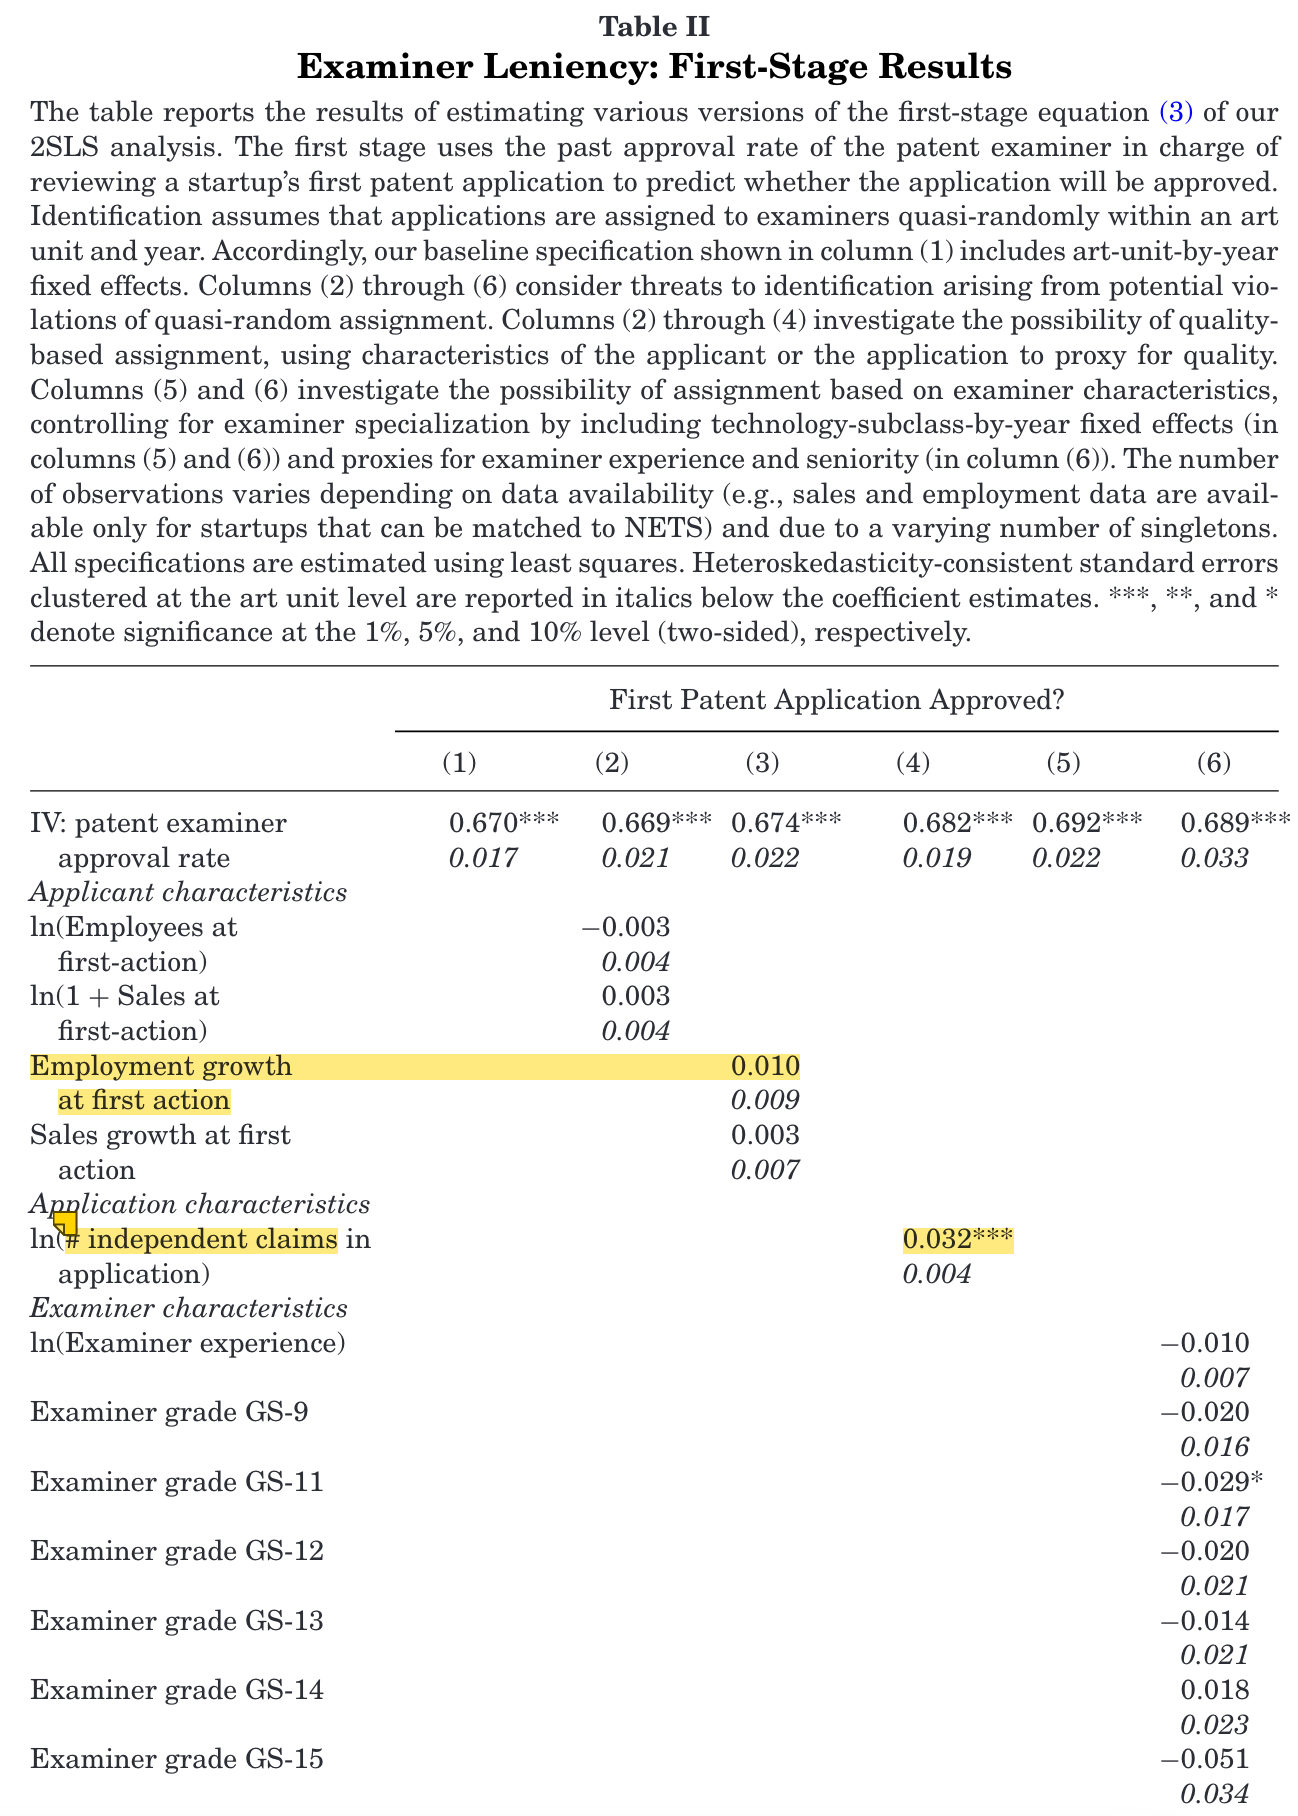 Table II
Examiner Leniency: First-Stage Results
The table reports the results of estimating various versions of the first-stage equation (3) of our
2SLS analysis. The first stage uses the past approval rate of the patent examiner in charge of
reviewing a startup’s first patent application to predict whether the application will be approved.
Identification assumes that applications are assigned to examiners quasi-randomly within an art
unit and year. Accordingly, our baseline specification shown in column (1) includes art-unit-by-year
fixed effects. Columns (2) through (6) consider threats to identification arising from potential vio-
lations of quasi-random assignment. Columns (2) through (4) investigate the possibility of quality-
based assignment, using characteristics of the applicant or the application to proxy for quality.
Columns (5) and (6) investigate the possibility of assignment based on examiner characteristics,
controlling for examiner specialization by including technology-subclass-by-year fixed effects (in
columns (5) and (6)) and proxies for examiner experience and seniority (in column (6)). The number
of observations varies depending on data availability (e.g., sales and employment data are avail-
able only for startups that can be matched to NETS) and due to a varying number of singletons.
All specifications are estimated using least squares. Heteroskedasticity-consistent standard errors
clustered at the art unit level are reported in italics below the coefficient estimates. ***, **, and *
denote significance at the 1%, 5%, and 10% level (two-sided), respectively.
First Patent Application Approved?
(1) (2) (3) (4) (5) (6)
IV: patent examiner 0.670*** 0.669*** 0.674*** 0.682*** 0.692*** 0.689***
approval rate 0.017 0.021 0.022 0.019 0.022 0.033
Applicant characteristics
ln(Employees at −0.003
first-action) 0.004
ln(1 + Sales at 0.003
first-action) 0.004
Employment growth 0.010
at first action 0.009
Sales growth at first 0.003
action 0.007
Application characteristics
ln(# independent claims in 0.032***
application) 0.004
Examiner characteristics
ln(Examiner experience) −0.010
0.007
Examiner grade GS-9 −0.020
0.016
Examiner grade GS-11 −0.029*
0.017
Examiner grade GS-12 −0.020
0.021
Examiner grade GS-13 −0.014
0.021
Examiner grade GS-14 0.018
0.023
Examiner grade GS-15 −0.051
0.034